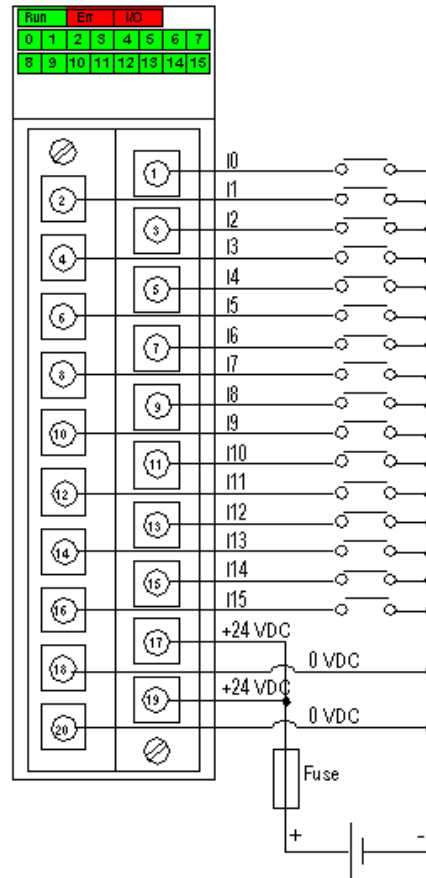 Run Err I/O
0 1 2 3 4 5 6 7
8 9 10 11 12 13 14 15
1 I0
2 I1
3 I2
4 I3
5 I4
6 I5
7 I6
8 I7
9 I8
10 I9
11 I10
12 I11
13 I12
14 I13
15 I14
16 I15
17 +24 VDC
18 0 VDC
19 +24 VDC
20 0 VDC
Fuse
+ -